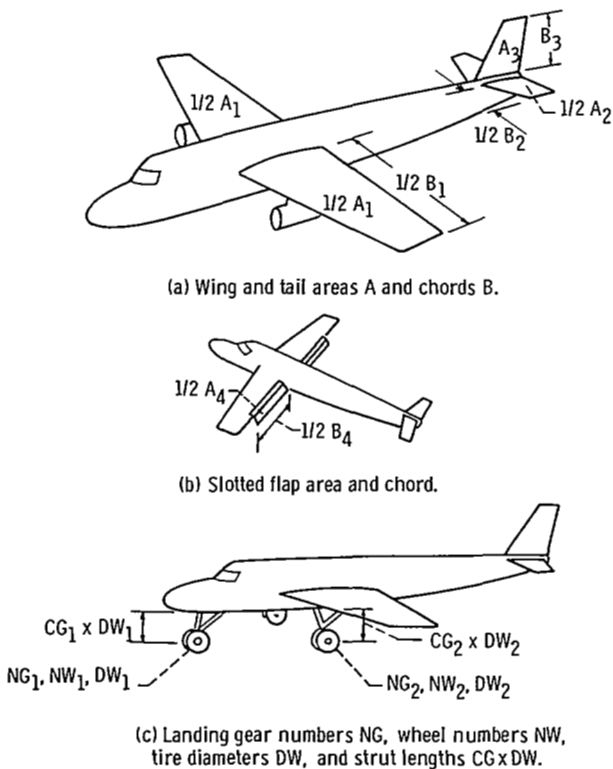 A3
B3
1/2 A1
1/2 A2
1/2 B2
1/2 B1
1/2 A1
(a) Wing and tail areas A and chords B.
1/2 A4
1/2 B4
(b) Slotted flap area and chord.
CG1 x DW1
CG2 x DW2
NG1, NW1, DW1
NG2, NW2, DW2
(c) Landing gear numbers NG, wheel numbers NW,
tire diameters DW, and strut lengths CG x DW.